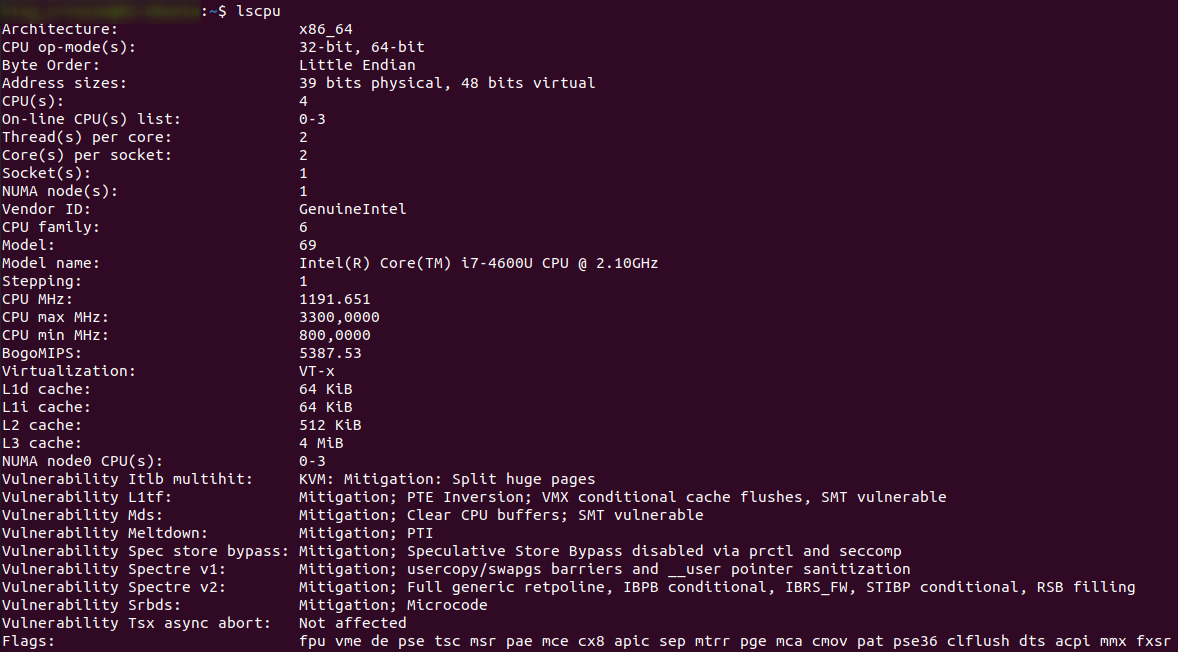 :~$ lscpu
Architecture: x86_64
CPU op-mode(s): 32-bit, 64-bit
Byte Order: Little Endian
Address sizes: 39 bits physical, 48 bits virtual
CPU(s): 4
On-line CPU(s) list: 0-3
Thread(s) per core: 2
Core(s) per socket: 2
Socket(s): 1
NUMA node(s): 1
Vendor ID: GenuineIntel
CPU family: 6
Model: 69
Model name: Intel(R) Core(TM) i7-4600U CPU @ 2.10GHz
Stepping: 1
CPU MHz: 1191.651
CPU max MHz: 3300,0000
CPU min MHz: 800,0000
BogoMIPS: 5387.53
Virtualization: VT-x
L1d cache: 64 KiB
L1i cache: 64 KiB
L2 cache: 512 KiB
L3 cache: 4 MiB
NUMA node0 CPU(s): 0-3
Vulnerability Itlb multihit: KVM: Mitigation: Split huge pages
Vulnerability L1tf: Mitigation; PTE Inversion; VMX conditional cache flushes, SMT vulnerable
Vulnerability Mds: Mitigation; Clear CPU buffers; SMT vulnerable
Vulnerability Meltdown: Mitigation; PTI
Vulnerability Spec store bypass: Mitigation; Speculative Store Bypass disabled via prctl and seccomp
Vulnerability Spectre v1: Mitigation; usercopy/swapgs barriers and __user pointer sanitization
Vulnerability Spectre v2: Mitigation; Full generic retpoline, IBPB conditional, IBRS_FW, STIBP conditional, RSB filling
Vulnerability Srbds: Mitigation; Microcode
Vulnerability Tsx async abort: Not affected
Flags: fpu vme de pse tsc msr pae mce cx8 apic sep mtrr pge mca cmov pat pse36 clflush dts acpi mmx fxsr